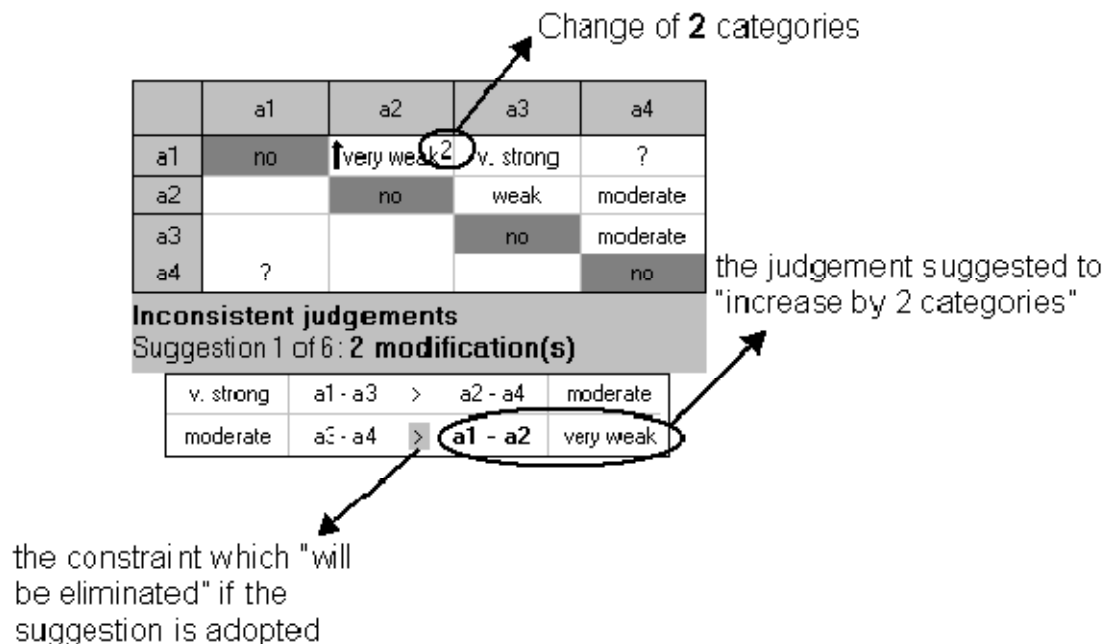 Change of 2 categories
a1 a2 a3 a4
a1 no very weak 2 v. strong ?
a2 no weak moderate
a3 no moderate
a4 ? no
the judgement suggested to
"increase by 2 categories"
Inconsistent judgements
Suggestion 1 of 6: 2 modification(s)
v. strong a1 - a3 > a2 - a4 moderate
moderate a3 - a4 > a1 - a2 very weak
the constraint which "will
be eliminated" if the
suggestion is adopted